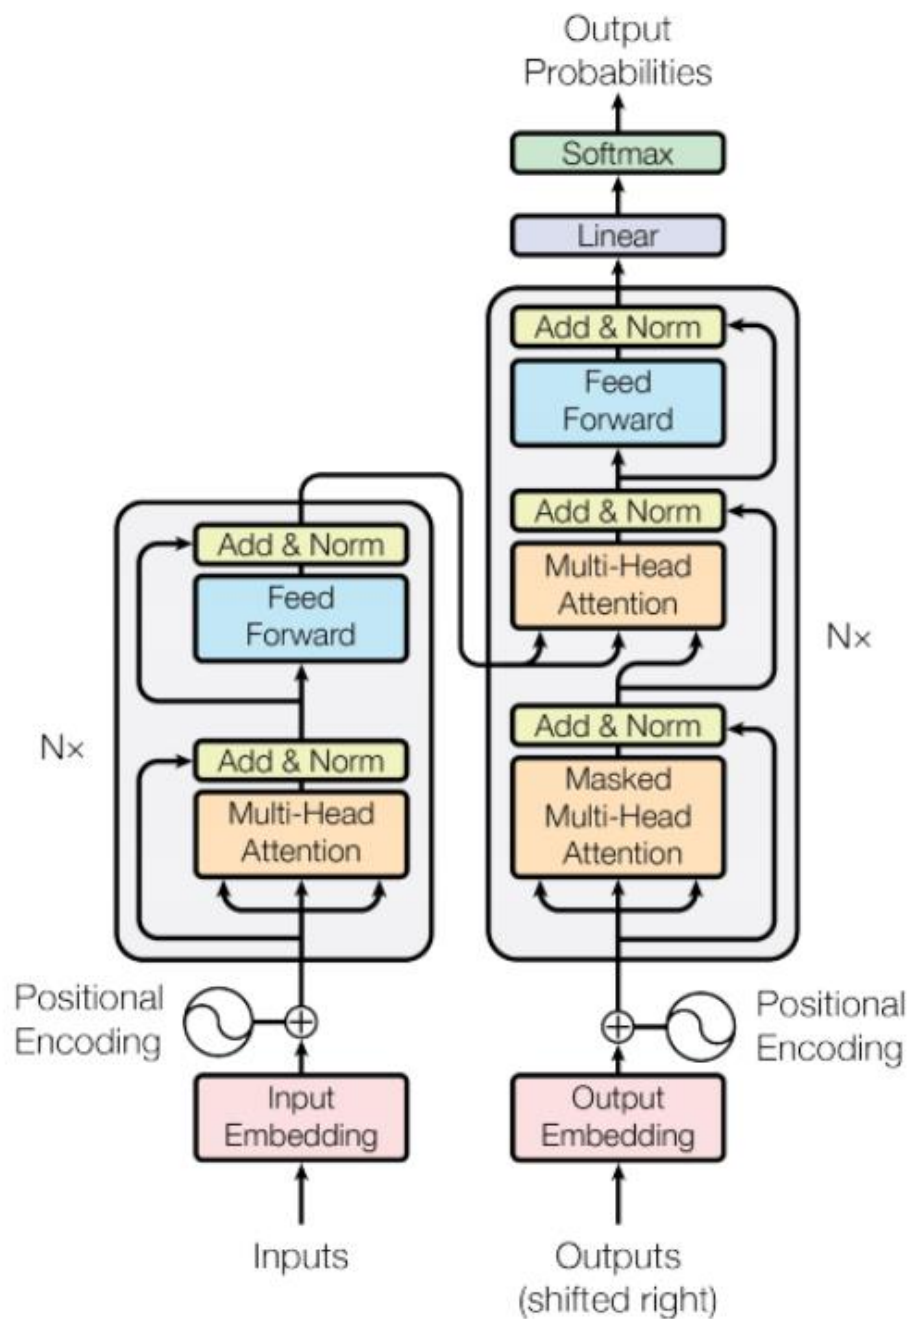 Output
Probabilities
Softmax
Linear
Add & Norm
Feed
Forward
Add & Norm
Multi-Head
Attention
Add & Norm
Masked
Multi-Head
Attention
Nx
Add & Norm
Feed
Forward
Add & Norm
Multi-Head
Attention
Nx
Positional
Encoding
Positional
Encoding
Input
Embedding
Output
Embedding
Inputs
Outputs
(shifted right)